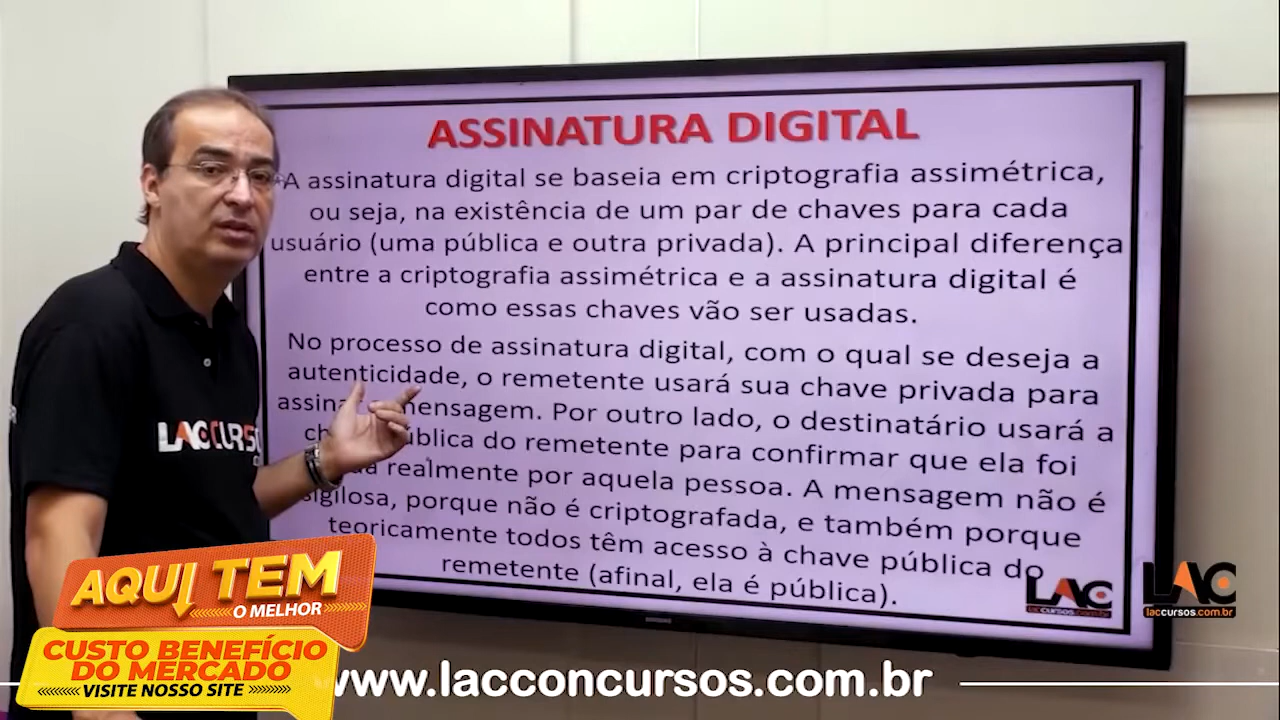 ASSINATURA DIGITAL
A assinatura digital se baseia em criptografia assimétrica,
ou seja, na existência de um par de chaves para cada
usuário (uma pública e outra privada). A principal diferença
entre a criptografia assimétrica e a assinatura digital é
como essas chaves vão ser usadas.
No processo de assinatura digital, com o qual se deseja a
autenticidade, o remetente usará sua chave privada para
mensagem. Por outro lado, o destinatário usará a
do remetente para confirmar que ela foi
realmente por aquela pessoa. A mensagem não é
sigilosa, porque não é criptografada, e também porque
teoricamente todos têm acesso à chave pública do
remetente (afinal, ela é pública).
LAC
laccursos.com.br
LAC
laccursos.com.br
LAC CURSO
AQUI TEM
O MELHOR
CUSTO BENEFÍCIO
DO MERCADO
VISITE NOSSO SITE
www.lacconcursos.com.br